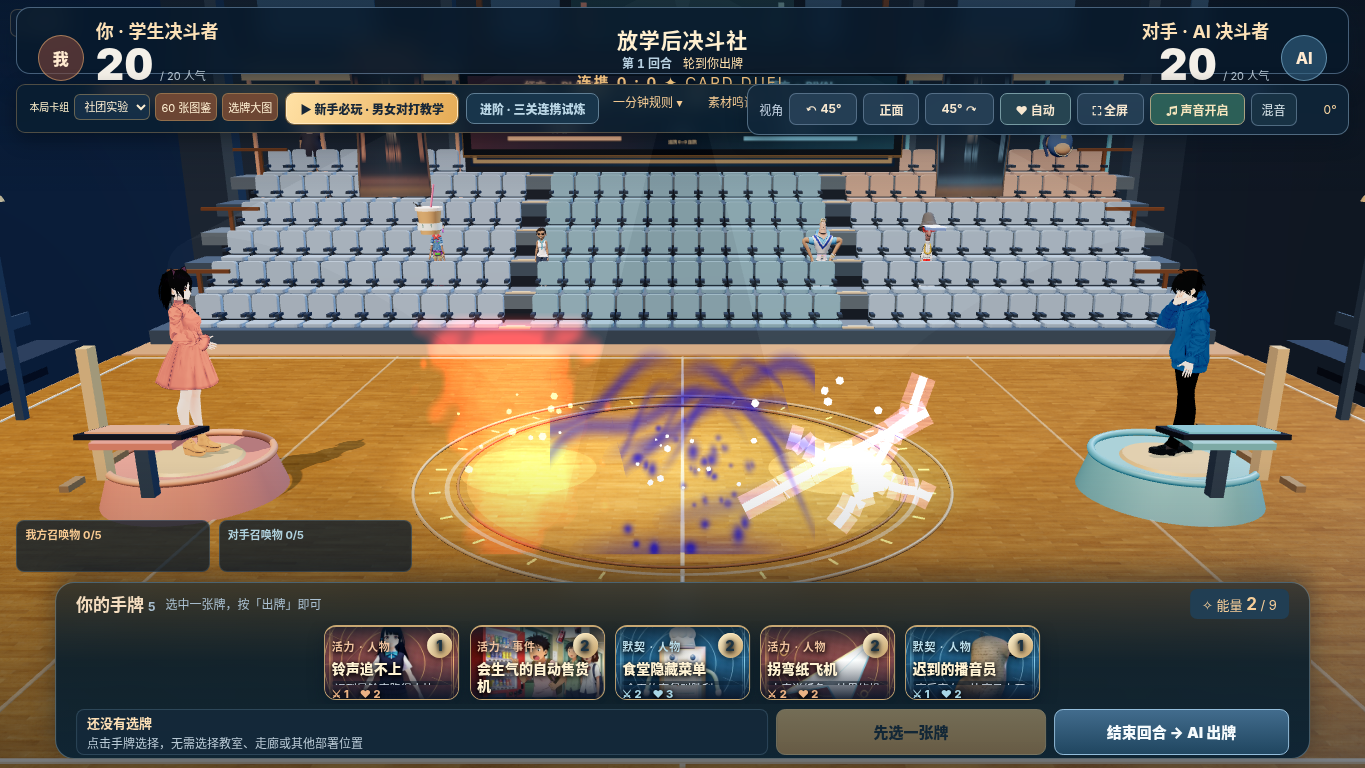 我
你 · 学生决斗者
20 / 20 人气
放学后决斗社
第 1 回合 轮到你出牌
连携 0 : 0 ✦ CARD DUEL
对手 · AI 决斗者
20 / 20 人气
AI
本局卡组 社团实验 60 张图鉴 选牌大图 ▶ 新手必玩 · 男女对打教学 进阶 · 三关连携试炼 一分钟规则 ▾ 素材鸣
视角 ↶ 45° 正面 45° ↷ ♥ 自动 ⛶ 全屏 ♫ 声音开启 混音 0°
我方召唤物 0/5
对手召唤物 0/5
你的手牌 5 选中一张牌，按「出牌」即可
✧ 能量 2 / 9
活力 · 人物 1
铃声追不上
⚔1 ♥2
活力 · 事件 2
会生气的自动售货机
默契 · 人物 2
食堂隐藏菜单
⚔2 ♥3
活力 · 人物 2
拐弯纸飞机
⚔2 ♥2
默契 · 人物 1
迟到的播音员
⚔1 ♥2
还没有选牌
点击手牌选择，无需选择教室、走廊或其他部署位置
先选一张牌
结束回合 → AI 出牌